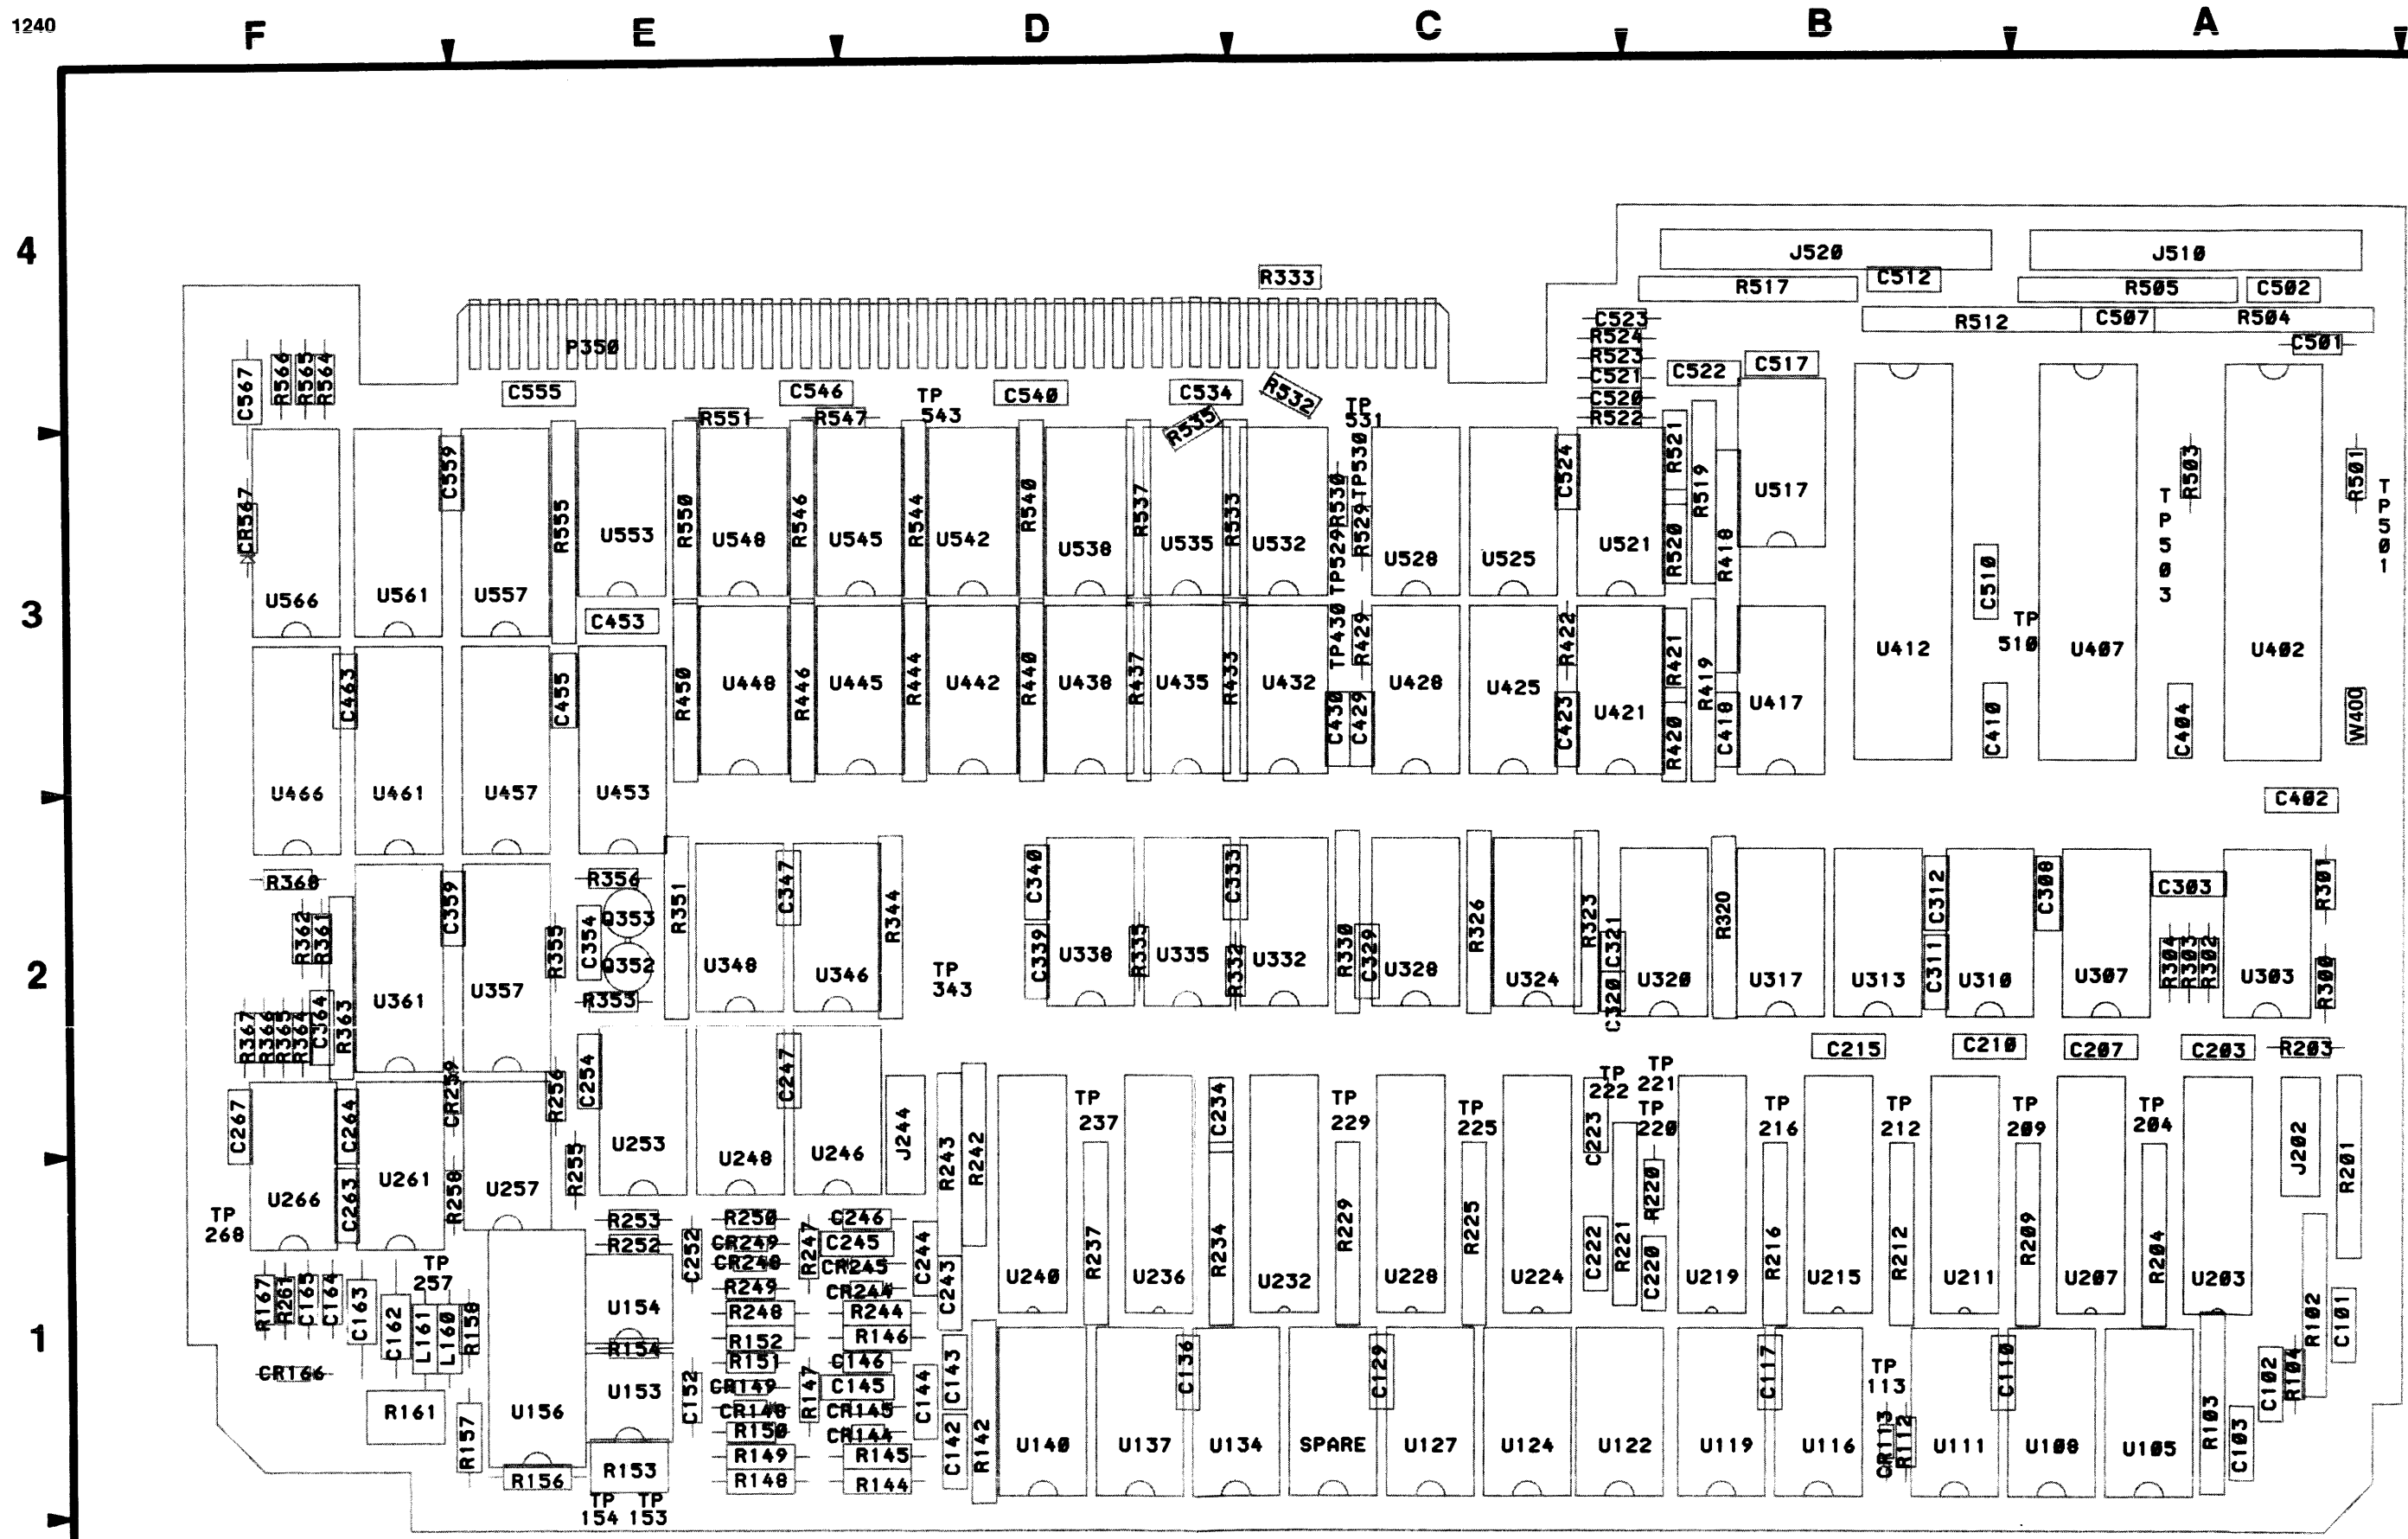 1240
F E D C B A
4
J520 J510
R333 C512
R517 R505 C502
C523 R512 C507 R504
R524
P350 C501
R523
R566 R565 R564 C522 C517
C567 C521
C555 C546 TP C540 C534 R532 C520
R551 R547 543 TP R522
R535 531
R521
C559 TP530 C524 R503 R501
R519 U517
CR567 R555 U553 R550 U548 R546 U545 R544 U542 R540 U538 R537 U535 R533 U532 TP529 R530 R529 U528 U525 U521 R520 R418 TP503 TP501
U566 U561 U557 C510
3
C453 TP430 R429 R422 R421 TP
510
U412 U407 U402
C463 C455 R450 U448 R446 U445 R444 U442 R440 U438 R437 U435 R433 U432 U428 U425 R419 U417
C430 C429 C423 U421 R420 C418 C410 C404 W400
U466 U461 U457 U453
C402
R368 C359 R356 R351 C347 R344 C340 C333 C312 C308 C303 R301
R362 R361 Q353 R326 R323 R320
R355 C354 C339 R335 R332 R330 C329 C321
Q352 U348 U346 TP U338 U335 U332 U328 U324 U320 U317 U313 C311 U310 U307 R304 R303 R302 U303 R300
2
343
R353 C320
U361 U357
R367 R366 R365 R364 C364 R363
C254 C247 C215 C210 C207 C203 R203
CR259 R256 TP TP
222 221
C267 C264 TP C234 TP TP C223 TP TP TP TP TP
237 229 225 220 216 212 209 204
U253 U248 U246 J244 R243 R242 J202 R201
R255
U266 C263 U261 R258 U257 R220
TP
268
R253 R250 C246
R252 C252 CR249 R247 C245 C244 R237 R234 R229 R225 C222 R221 R216 R212 R209 R204
TP
257
CR248 CR245 C243 C220
R167 R261 C165 C164 C163 R249 CR244 U240 U236 U232 U228 U224 U219 U215 U211 U207 U203
C162 L161 L160 R158 U154 R248 R244 R102 C101
1
R152 R146
R154 R151 C146 C143 C136 C129 C117 C110 C102 R104
CR166 CR149 R147 C145 C144 TP
113
U153 C152
R161 U156 CR148 CR145 R103
R157 R150 CR144 C142 R142 U140 U137 U134 SPARE U127 U124 U122 U119 U116 CR113 R112 U111 U108 U105 C103
R153 R149 R145
R156 R148 R144
TP TP
154 153